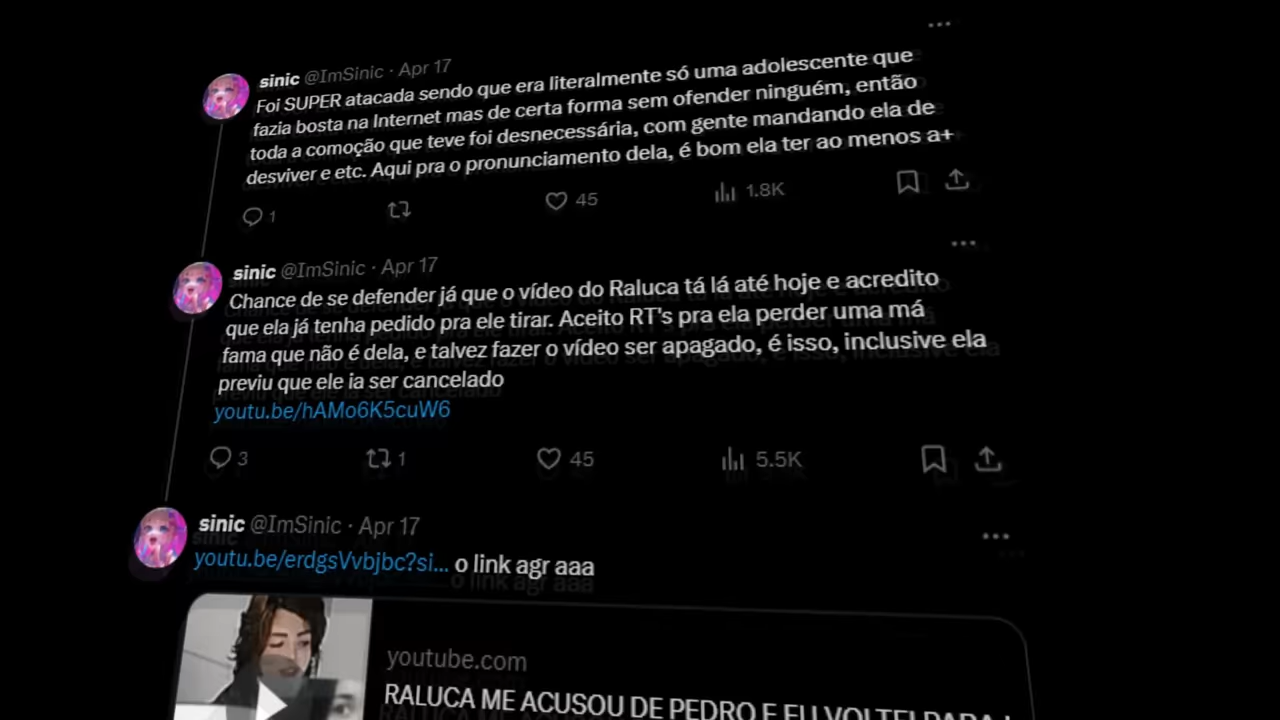 sinic @ImSinic · Apr 17
Foi SUPER atacada sendo que era literalmente só uma adolescente que
fazia bosta na Internet mas de certa forma sem ofender ninguém, então
toda a comoção que teve foi desnecessária, com gente mandando ela de
desviver e etc. Aqui pra o pronunciamento dela, é bom ela ter ao menos a+
1 45 1.8K
sinic @ImSinic · Apr 17
Chance de se defender já que o vídeo do Raluca tá lá até hoje e acredito
que ela já tenha pedido pra ele tirar. Aceito RT's pra ela perder uma má
fama que não é dela, e talvez fazer o vídeo ser apagado, é isso, inclusive ela
previu que ele ia ser cancelado
youtu.be/hAMo6K5cuW6
3 1 45 5.5K
sinic @ImSinic · Apr 17
youtu.be/erdgsVvbjbc?si... o link agr aaa
youtube.com
RALUCA ME ACUSOU DE PEDRO E EU VOLTEI PARA